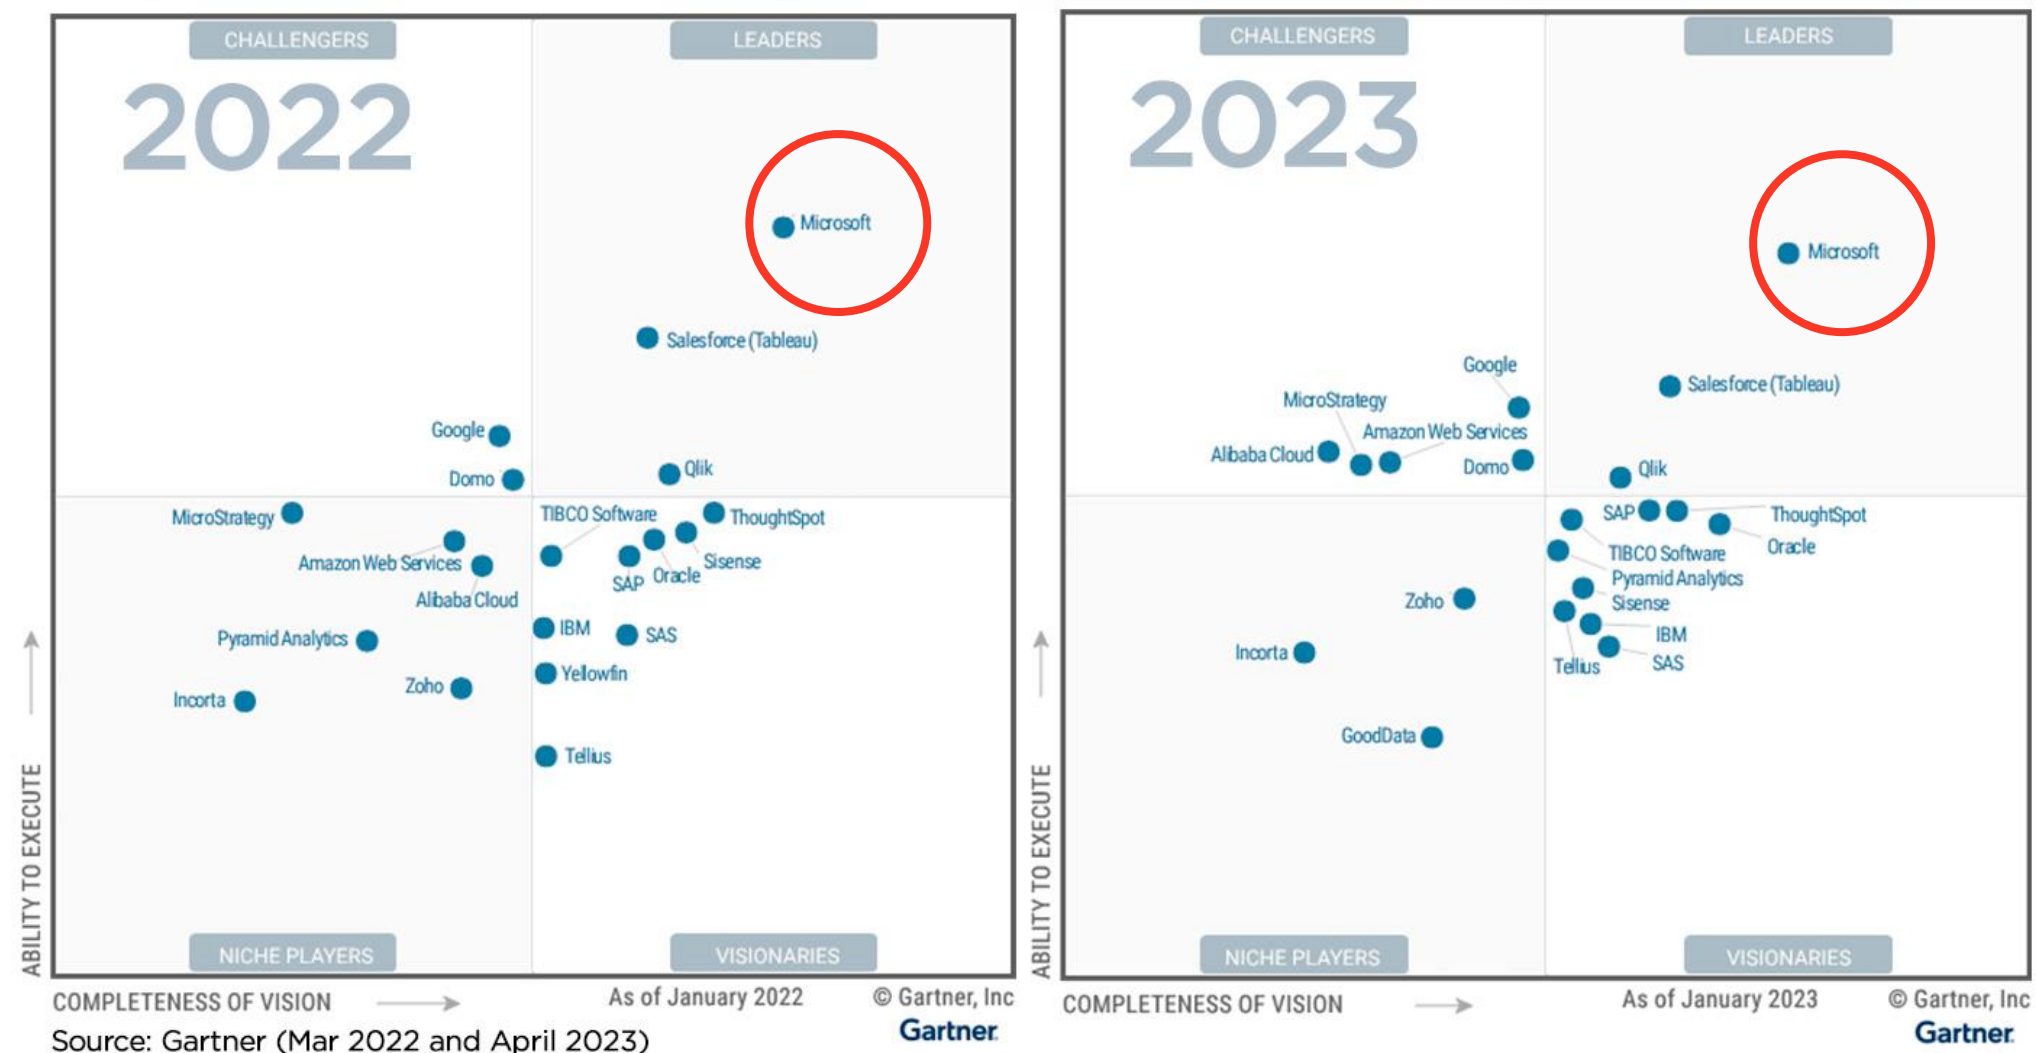 CHALLENGERS
LEADERS
2022
Microsoft
Salesforce (Tableau)
Google
Domo
Qlik
MicroStrategy
TIBCO Software
ThoughtSpot
Amazon Web Services
Sisense
SAP
Oracle
Alibaba Cloud
IBM
SAS
Pyramid Analytics
Yellowfin
Zoho
Incorta
Tellius
NICHE PLAYERS
VISIONARIES
ABILITY TO EXECUTE
COMPLETENESS OF VISION
As of January 2022
© Gartner, Inc
Gartner
Source: Gartner (Mar 2022 and April 2023)
CHALLENGERS
LEADERS
2023
Microsoft
Google
Salesforce (Tableau)
MicroStrategy
Amazon Web Services
Alibaba Cloud
Domo
Qlik
SAP
ThoughtSpot
Oracle
TIBCO Software
Pyramid Analytics
Sisense
Zoho
IBM
Incorta
SAS
Tellius
GoodData
NICHE PLAYERS
VISIONARIES
ABILITY TO EXECUTE
COMPLETENESS OF VISION
As of January 2023
© Gartner, Inc
Gartner